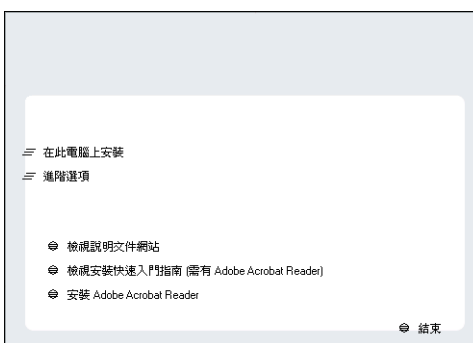 在此電腦上安裝
進階選項
檢視說明文件網站
檢視安裝快速入門指南 (需有 Adobe Acrobat Reader)
安裝 Adobe Acrobat Reader
結束